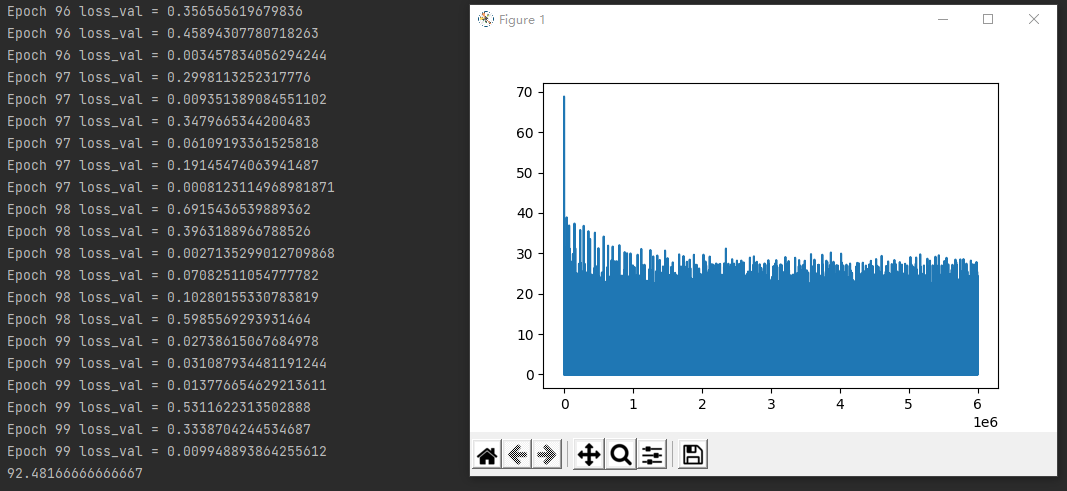 Epoch 96 loss_val = 0.356565619679836
Epoch 96 loss_val = 0.45894307780718263
Epoch 96 loss_val = 0.003457834056294244
Epoch 97 loss_val = 0.2998113252317776
Epoch 97 loss_val = 0.009351389084551102
Epoch 97 loss_val = 0.3479665344200483
Epoch 97 loss_val = 0.06109193361525818
Epoch 97 loss_val = 0.19145474063941487
Epoch 97 loss_val = 0.0008123114968981871
Epoch 98 loss_val = 0.6915436539889362
Epoch 98 loss_val = 0.3963188966788526
Epoch 98 loss_val = 0.0027135299012709868
Epoch 98 loss_val = 0.07082511054777782
Epoch 98 loss_val = 0.10280155330783819
Epoch 98 loss_val = 0.5985569293931464
Epoch 99 loss_val = 0.02738615067684978
Epoch 99 loss_val = 0.031087934481191244
Epoch 99 loss_val = 0.013776654629213611
Epoch 99 loss_val = 0.5311622313502888
Epoch 99 loss_val = 0.3338704244534687
Epoch 99 loss_val = 0.009948893864255612
92.48166666666667
Figure 1
70
60
50
40
30
20
10
0
0 1 2 3 4 5 6
1e6